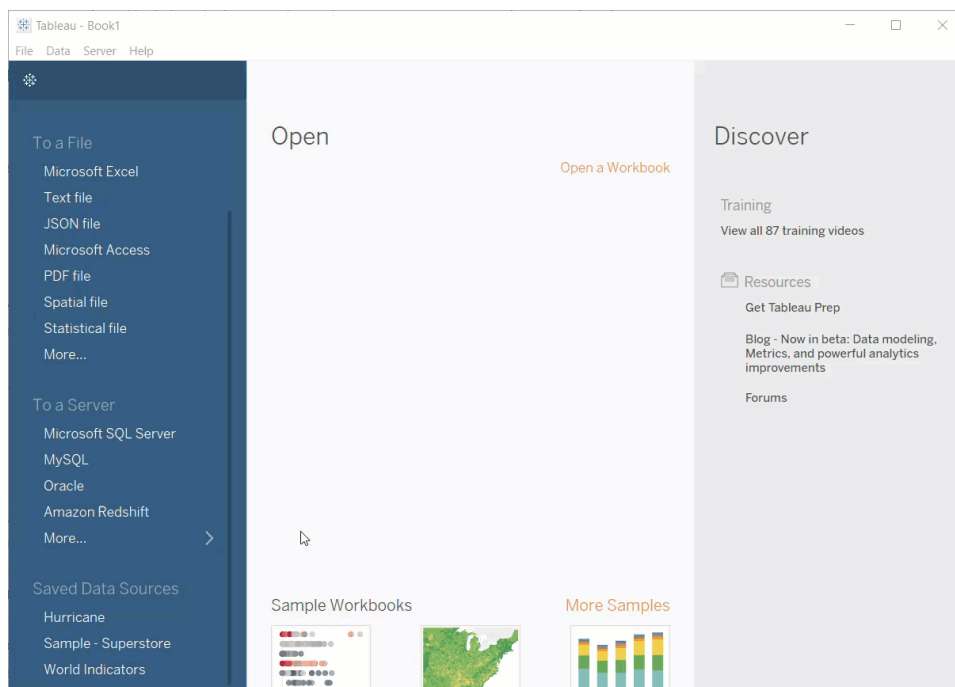 Tableau - Book1
File Data Server Help
To a File
Microsoft Excel
Text file
JSON file
Microsoft Access
PDF file
Spatial file
Statistical file
More...
To a Server
Microsoft SQL Server
MySQL
Oracle
Amazon Redshift
More...
Saved Data Sources
Hurricane
Sample - Superstore
World Indicators
Open
Open a Workbook
Sample Workbooks
More Samples
Discover
Training
View all 87 training videos
Resources
Get Tableau Prep
Blog - Now in beta: Data modeling,
Metrics, and powerful analytics
improvements
Forums